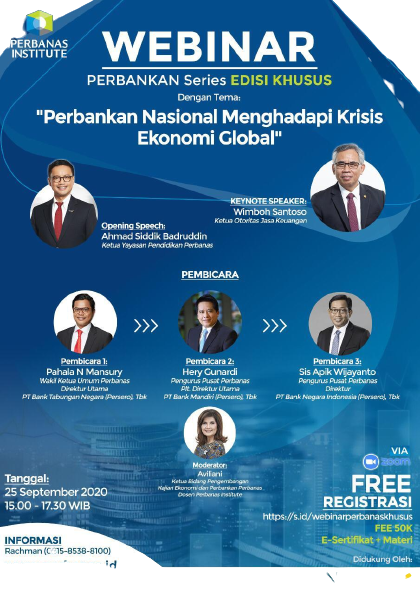 PERBANAS
INSTITUTE
WEBINAR
PERBANKAN Series EDISI KHUSUS
Dengan Tema:
"Perbankan Nasional Menghadapi Krisis
Ekonomi Global"
KEYNOTE SPEAKER:
Wimboh Santoso
Ketua Otoritas Jasa Keuangan
Opening Speech:
Ahmad Siddik Badruddin
Ketua Yayasan Pendidikan Perbanas
PEMBICARA
Pembicara 1:
Pahala N Mansury
Wakil Ketua Umum Perbanas
Direktur Utama
PT Bank Tabungan Negara (Persero), Tbk
Pembicara 2:
Hery Gunardi
Pengurus Pusat Perbanas
Plt. Direktur Utama
PT Bank Mandiri (Persero), Tbk
Pembicara 3:
Sis Apik Wijayanto
Pengurus Pusat Perbanas
Direktur
PT Bank Negara Indonesia (Persero), Tbk
Moderator:
Aviliani
Ketua Bidang Pengembangan
Kajian Ekonomi dan Perbankan Perbanas
Dosen Perbanas Institute
Tanggal:
25 September 2020
15.00 - 17.30 WIB
VIA
zoom
FREE
REGISTRASI
https://s.id/webinarperbanaskhusus
FEE 50K
E-Sertifikat + Materi
INFORMASI
Rachman
Didukung Oleh: